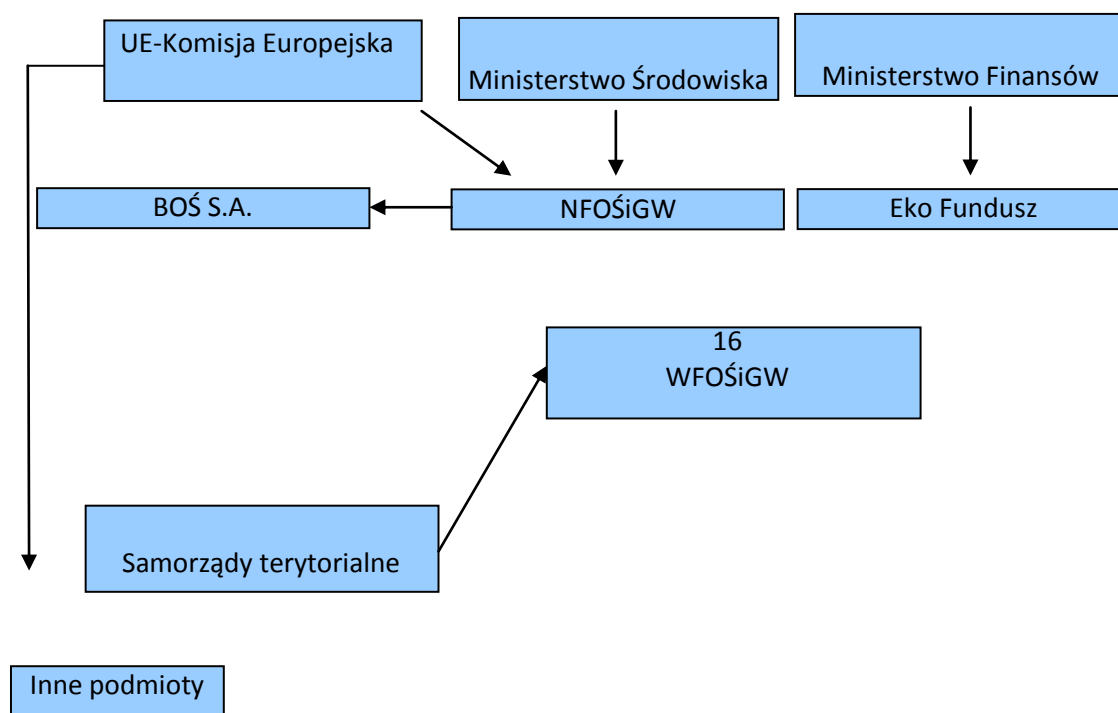 UE-Komisja Europejska
Ministerstwo Środowiska
Ministerstwo Finansów
BOŚ S.A.
NFOŚiGW
Eko Fundusz
16
WFOŚiGW
Samorządy terytorialne
Inne podmioty